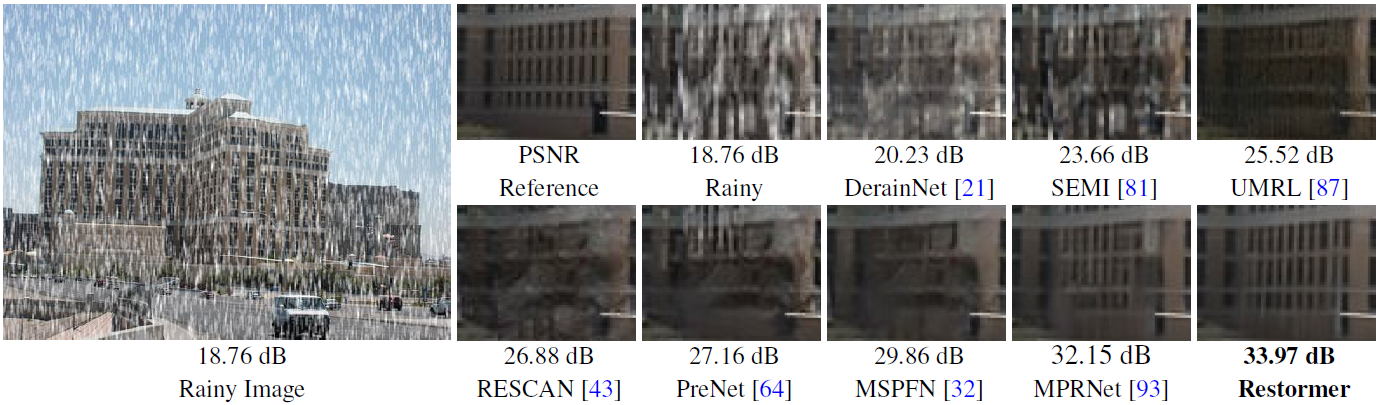 PSNR 18.76 dB 20.23 dB 23.66 dB 25.52 dB
Reference Rainy DerainNet [21] SEMI [81] UMRL [87]
18.76 dB 26.88 dB 27.16 dB 29.86 dB 32.15 dB 33.97 dB
Rainy Image RESCAN [43] PreNet [64] MSPFN [32] MPRNet [93] Restormer